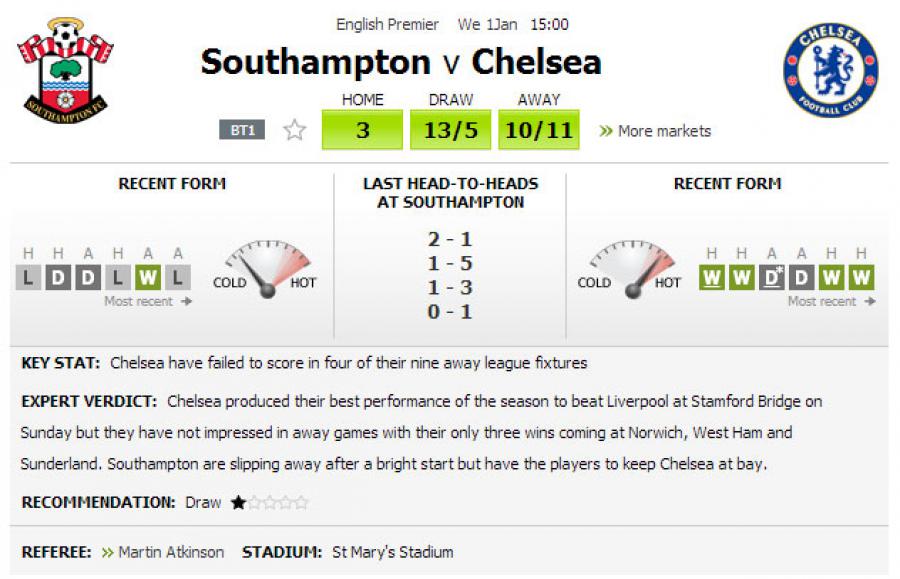 English Premier We 1Jan 15:00
Southampton v Chelsea
HOME DRAW AWAY
BT1 3 13/5 10/11 » More markets
SOUTHAMPTON FC
CHELSEA
FOOTBALL CLUB
RECENT FORM
H H A H A A
L D D L W L
Most recent
COLD HOT
LAST HEAD-TO-HEADS
AT SOUTHAMPTON
2 - 1
1 - 5
1 - 3
0 - 1
RECENT FORM
COLD HOT
H H A A H H
W W D* D W W
Most recent
KEY STAT: Chelsea have failed to score in four of their nine away league fixtures
EXPERT VERDICT: Chelsea produced their best performance of the season to beat Liverpool at Stamford Bridge on
Sunday but they have not impressed in away games with their only three wins coming at Norwich, West Ham and
Sunderland. Southampton are slipping away after a bright start but have the players to keep Chelsea at bay.
RECOMMENDATION: Draw
REFEREE: » Martin Atkinson STADIUM: St Mary's Stadium